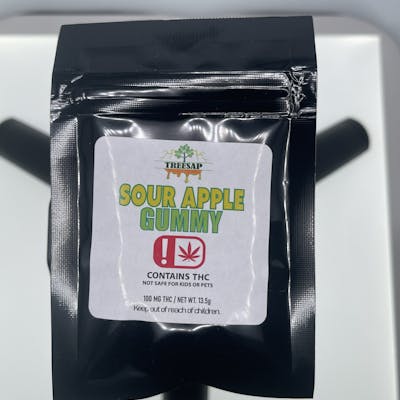 TREESAP
SOUR APPLE
GUMMY
!
CONTAINS THC
NOT SAFE FOR KIDS OR PETS
100 MG THC / NET WT. 13.5g
Keep out of reach of children.